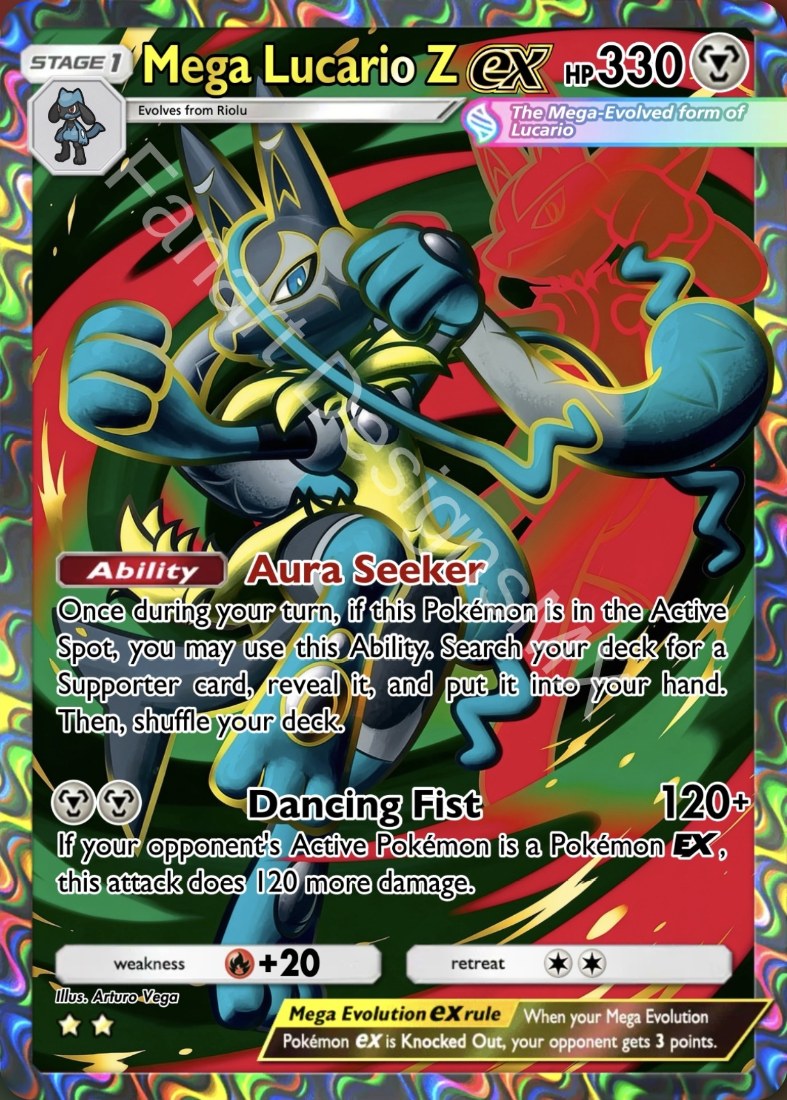 STAGE 1
Mega Lucario Z ex HP 330
Evolves from Riolu
The Mega-Evolved form of
Lucario
Fanart DesignsMX
Ability Aura Seeker
Once during your turn, if this Pokémon is in the Active
Spot, you may use this Ability. Search your deck for a
Supporter card, reveal it, and put it into your hand.
Then, shuffle your deck.
Dancing Fist 120+
If your opponent's Active Pokémon is a Pokémon EX,
this attack does 120 more damage.
weakness +20 retreat
Illus. Arturo Vega
Mega Evolution ex rule When your Mega Evolution
Pokémon ex is Knocked Out, your opponent gets 3 points.